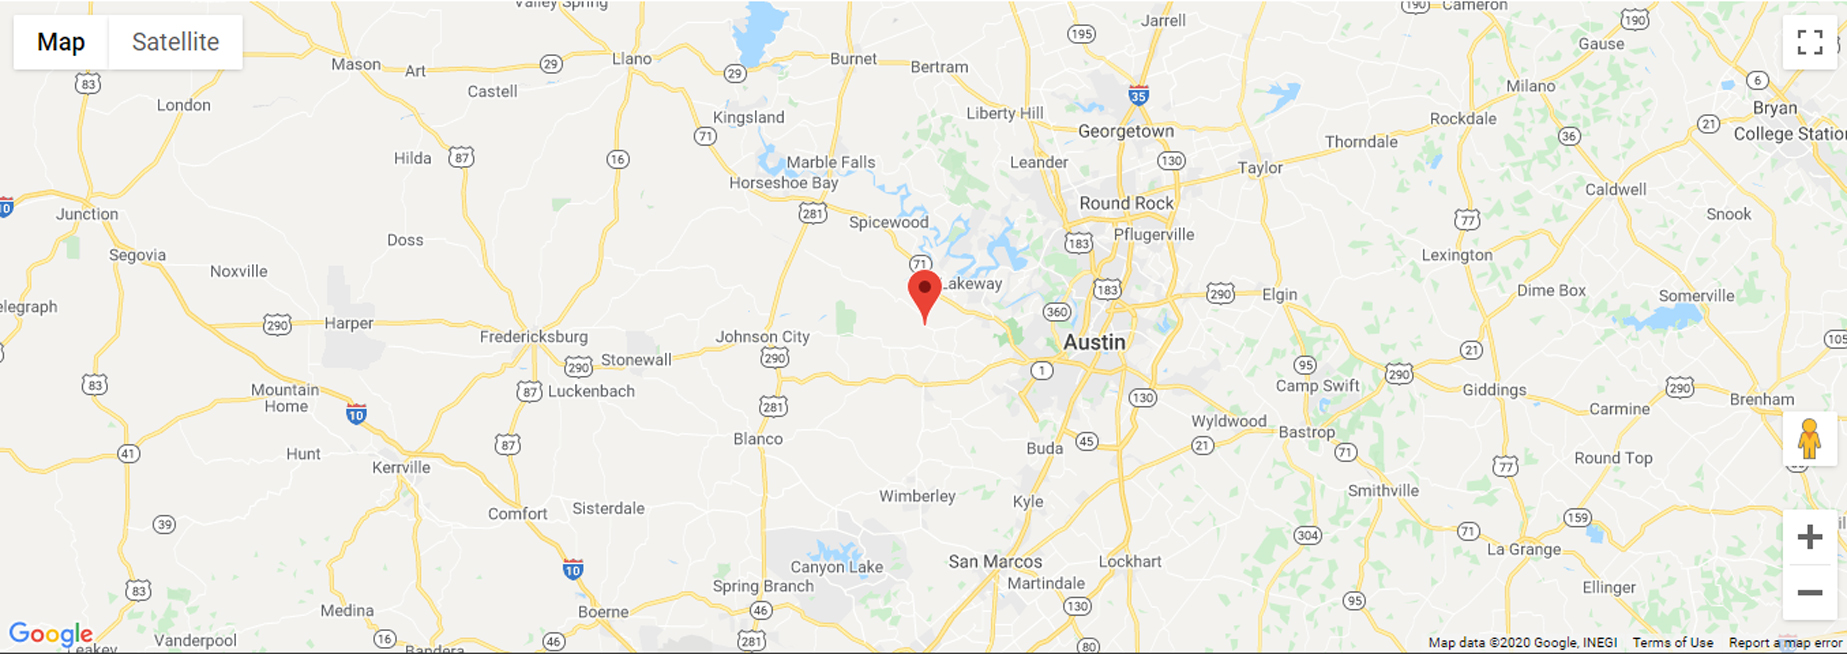 Valley Spring
Jarrell
190
Cameron
190
Map
Satellite
195
Gause
Mason
Art
29
Llano
29
Burnet
Bertram
83
London
Castell
35
6
Milano
Bryan
Kingsland
Liberty Hill
Rockdale
21
College Statio
71
Georgetown
36
Thorndale
Hilda
87
16
Marble Falls
Leander
130
Taylor
Horseshoe Bay
Caldwell
10
Junction
281
Spicewood
Round Rock
77
Snook
Doss
183
Pflugerville
Segovia
Lexington
Noxville
71
Lakeway
183
290
Elgin
Dime Box
Somerville
elegraph
360
290
Harper
Fredericksburg
Johnson City
Austin
105
290
Stonewall
290
21
83
Mountain
Home
87
Luckenbach
1
95
Camp Swift
290
Giddings
290
Brenham
10
281
130
Carmine
Blanco
Wyldwood
Bastrop
41
Hunt
87
Buda
45
21
71
Round Top
Kerrville
77
Wimberley
Kyle
Smithville
39
Comfort
Sisterdale
159
304
71
La Grange
10
Canyon Lake
San Marcos
Lockhart
83
Spring Branch
Martindale
Ellinger
Medina
Boerne
46
130
95
Google
Vanderpool
16
46
281
80
Leakey
Bandera
Map data ©2020 Google, INEGI
Terms of Use
Report a map error